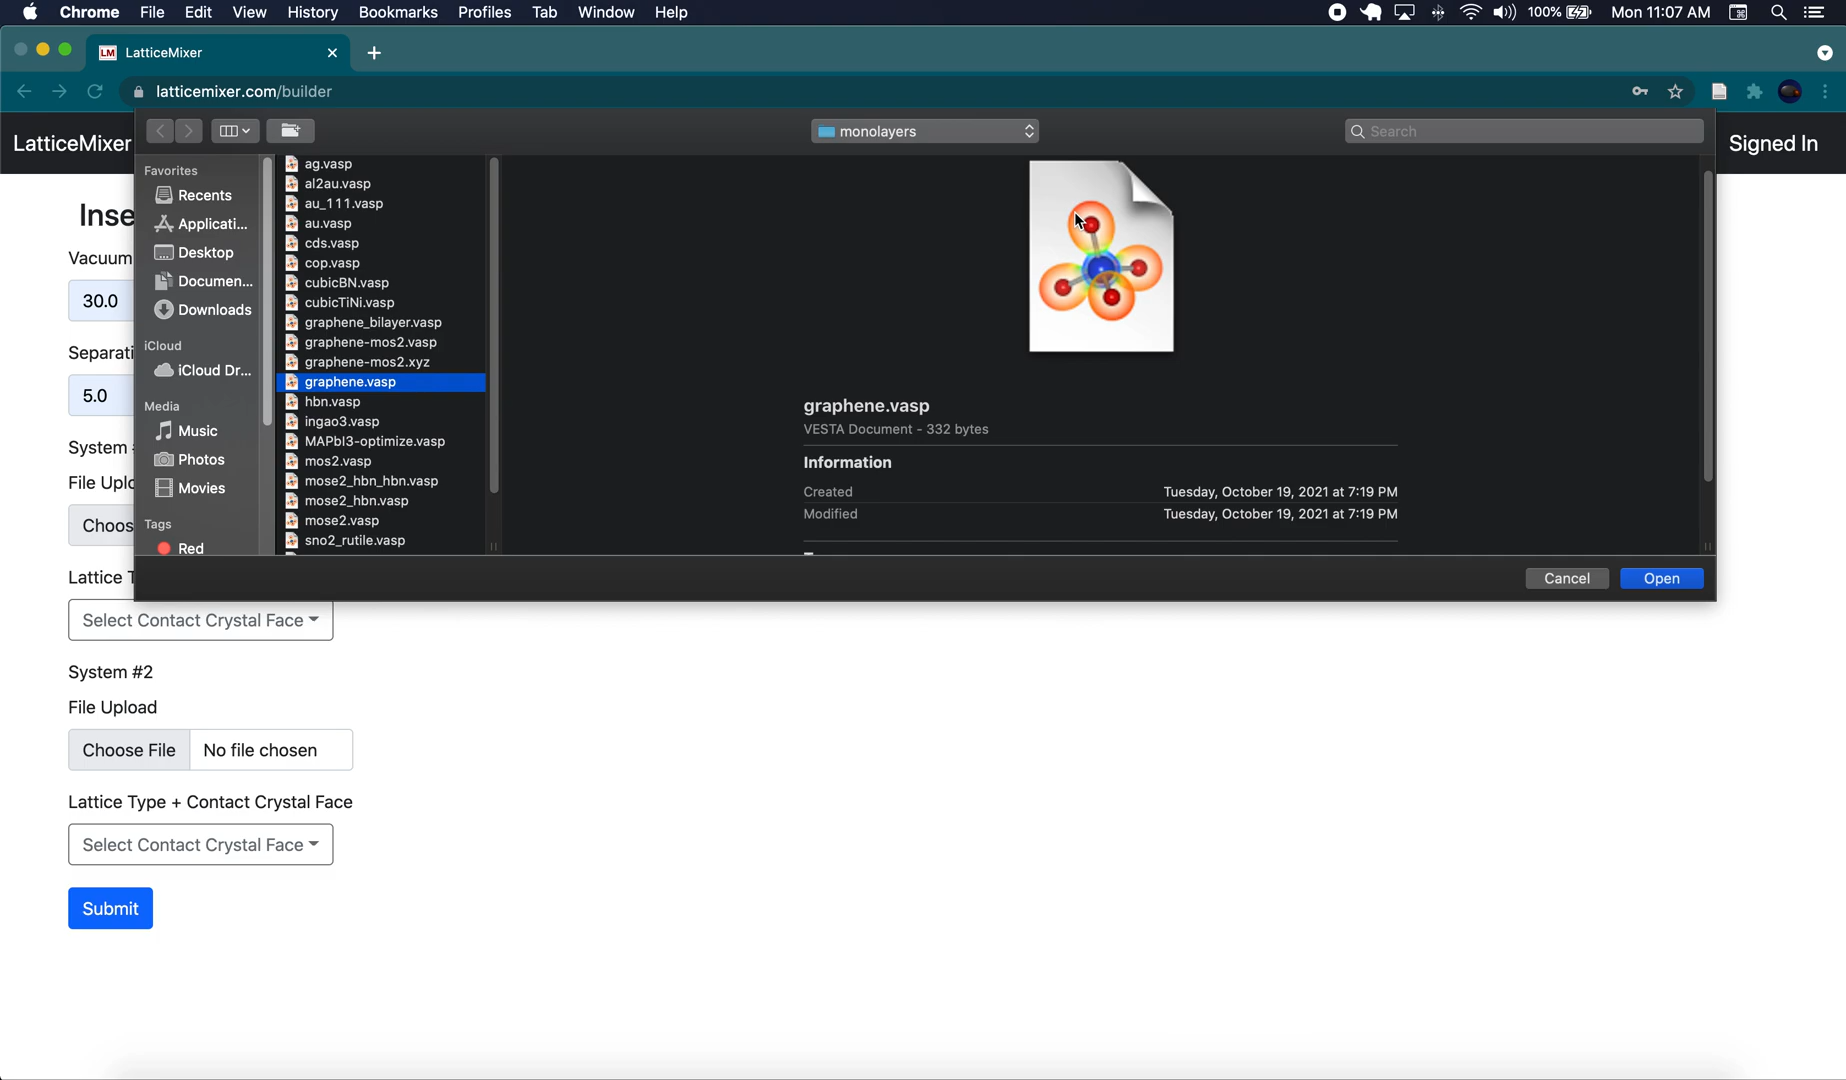 Chrome File Edit View History Bookmarks Profiles Tab Window Help 100% Mon 11:07 AM
LM LatticeMixer
latticemixer.com/builder
LatticeMixer
monolayers
Search
Signed In
Favorites
Recents
Applicati...
Desktop
Documen...
Downloads
iCloud
iCloud Dr...
Media
Music
Photos
Movies
Tags
Red
ag.vasp
al2au.vasp
au_111.vasp
au.vasp
cds.vasp
cop.vasp
cubicBN.vasp
cubicTiNi.vasp
graphene_bilayer.vasp
graphene-mos2.vasp
graphene-mos2.xyz
graphene.vasp
hbn.vasp
ingao3.vasp
MAPbI3-optimize.vasp
mos2.vasp
mose2_hbn_hbn.vasp
mose2_hbn.vasp
mose2.vasp
sno2_rutile.vasp
graphene.vasp
VESTA Document - 332 bytes
Information
Created Tuesday, October 19, 2021 at 7:19 PM
Modified Tuesday, October 19, 2021 at 7:19 PM
Cancel Open
Inse
Vacuum
30.0
Separati
5.0
System
File Uplo
Choos
Lattice T
Select Contact Crystal Face
System #2
File Upload
Choose File No file chosen
Lattice Type + Contact Crystal Face
Select Contact Crystal Face
Submit